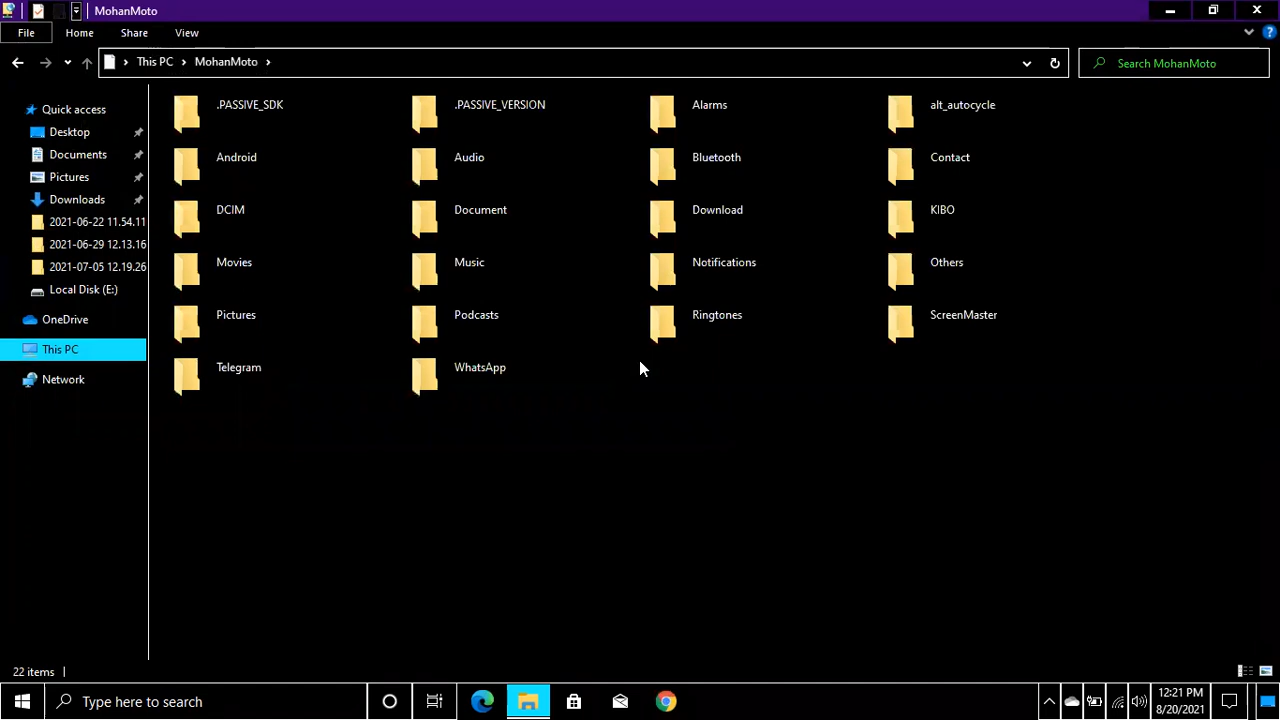 MohanMoto
File Home Share View
This PC MohanMoto Search MohanMoto
Quick access
Desktop
Documents
Pictures
Downloads
2021-06-22 11.54.11
2021-06-29 12.13.16
2021-07-05 12.19.26
Local Disk (E:)
OneDrive
This PC
Network
.PASSIVE_SDK .PASSIVE_VERSION Alarms alt_autocycle
Android Audio Bluetooth Contact
DCIM Document Download KIBO
Movies Music Notifications Others
Pictures Podcasts Ringtones ScreenMaster
Telegram WhatsApp
22 items
Type here to search
12:21 PM
8/20/2021